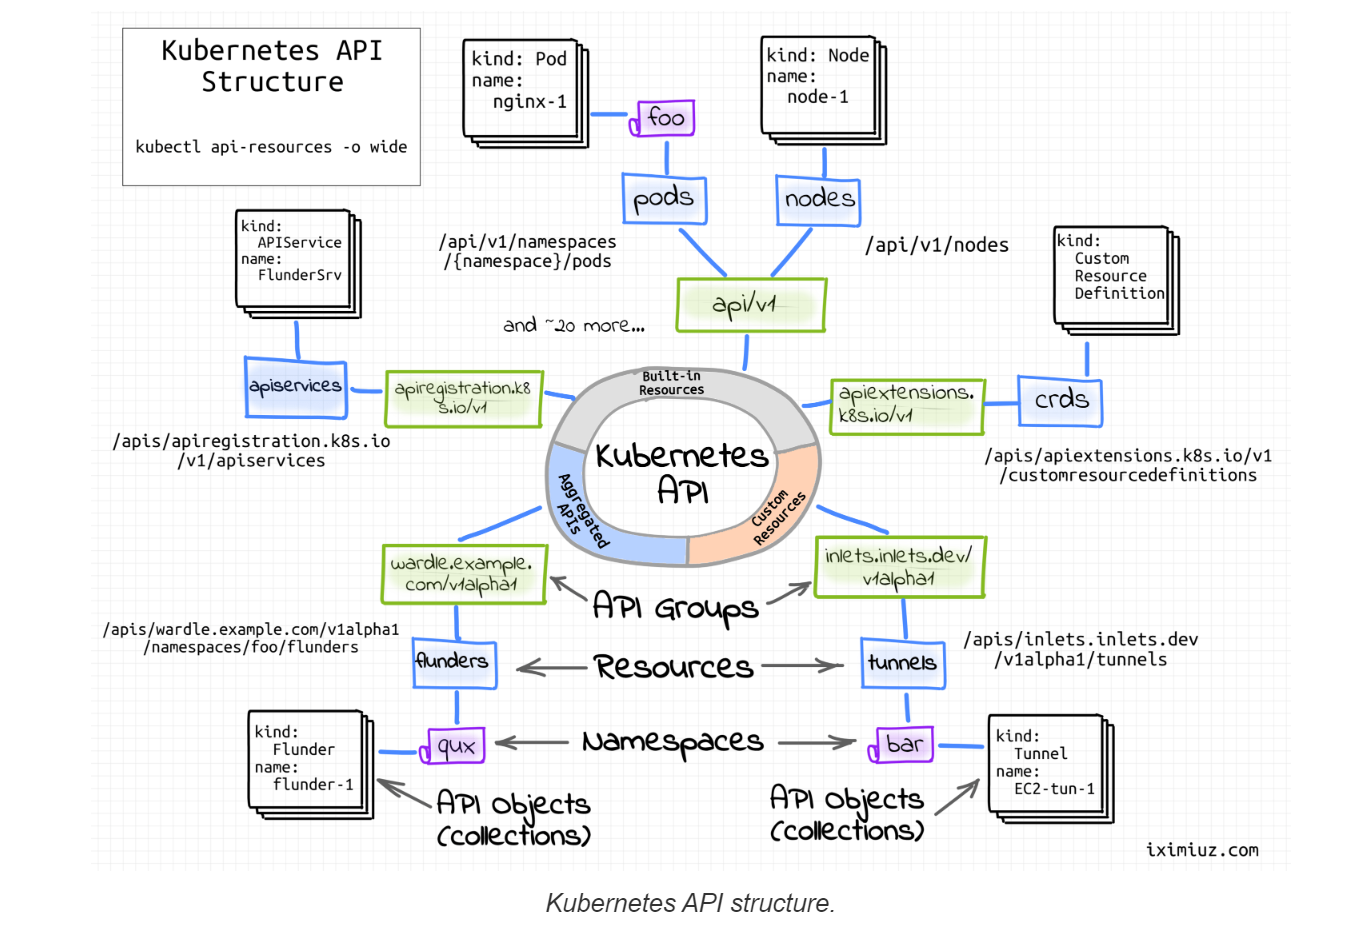 Kubernetes API
Structure
kubectl api-resources -o wide
kind: Pod
name:
nginx-1
foo
pods
kind: Node
name:
node-1
nodes
/api/v1/namespaces
/{namespace}/pods
/api/v1/nodes
api/v1
and ~20 more...
kind:
APIService
name:
FlunderSrv
apiservices
apiregistration.k8
s.io/v1
/apis/apiregistration.k8s.io
/v1/apiservices
kind:
Custom
Resource
Definition
apiextensions.
k8s.io/v1
crds
/apis/apiextensions.k8s.io/v1
/customresourcedefinitions
Built-in
Resources
Kubernetes
API
Aggregated
APIs
Custom
Resources
wardle.example.
com/v1alpha1
inlets.inlets.dev/
v1alpha1
API Groups
/apis/wardle.example.com/v1alpha1
/namespaces/foo/flunders
flunders
Resources
tunnels
/apis/inlets.inlets.dev
/v1alpha1/tunnels
kind:
Flunder
name:
flunder-1
qux
Namespaces
bar
kind:
Tunnel
name:
EC2-tun-1
API Objects
(collections)
API Objects
(collections)
iximiuz.com
Kubernetes API structure.